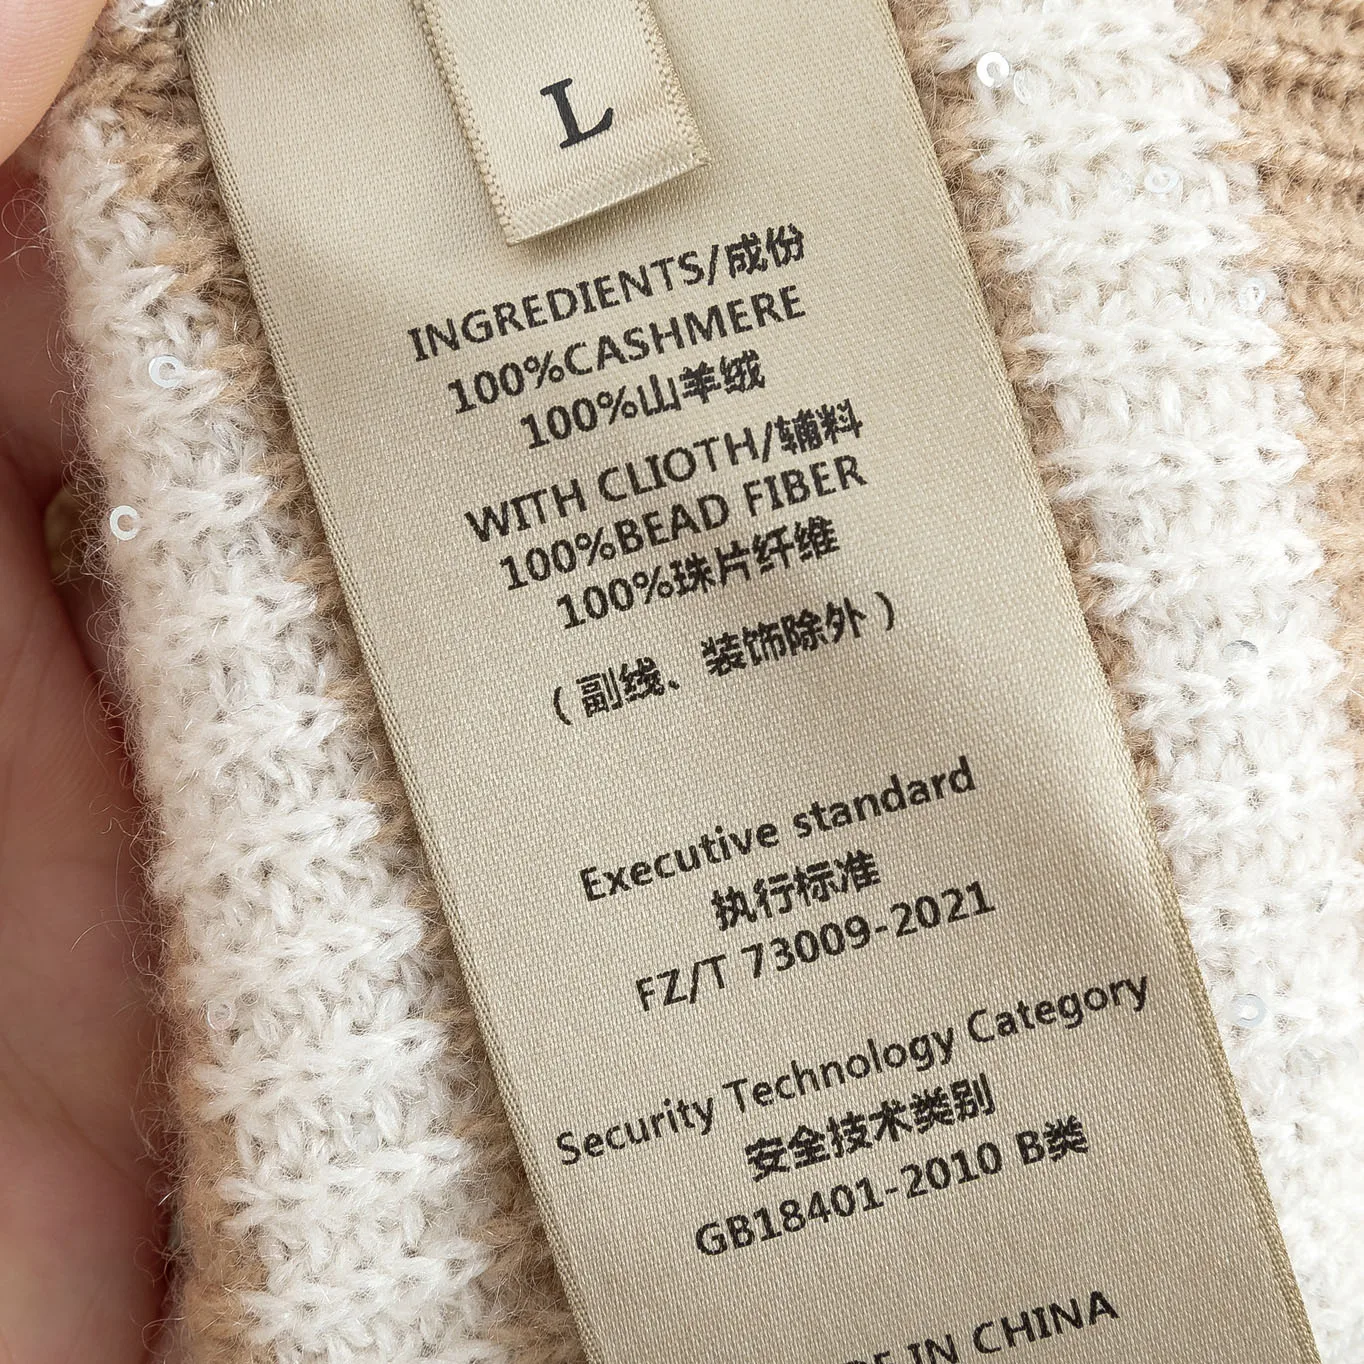 L
INGREDIENTS/成份
100%CASHMERE
100%山羊绒
WITH CLIOTH/辅料
100%BEAD FIBER
100%珠片纤维
(副线、装饰除外)
Executive standard
执行标准
FZ/T 73009-2021
Security Technology Category
安全技术类别
GB18401-2010 B类
IN CHINA